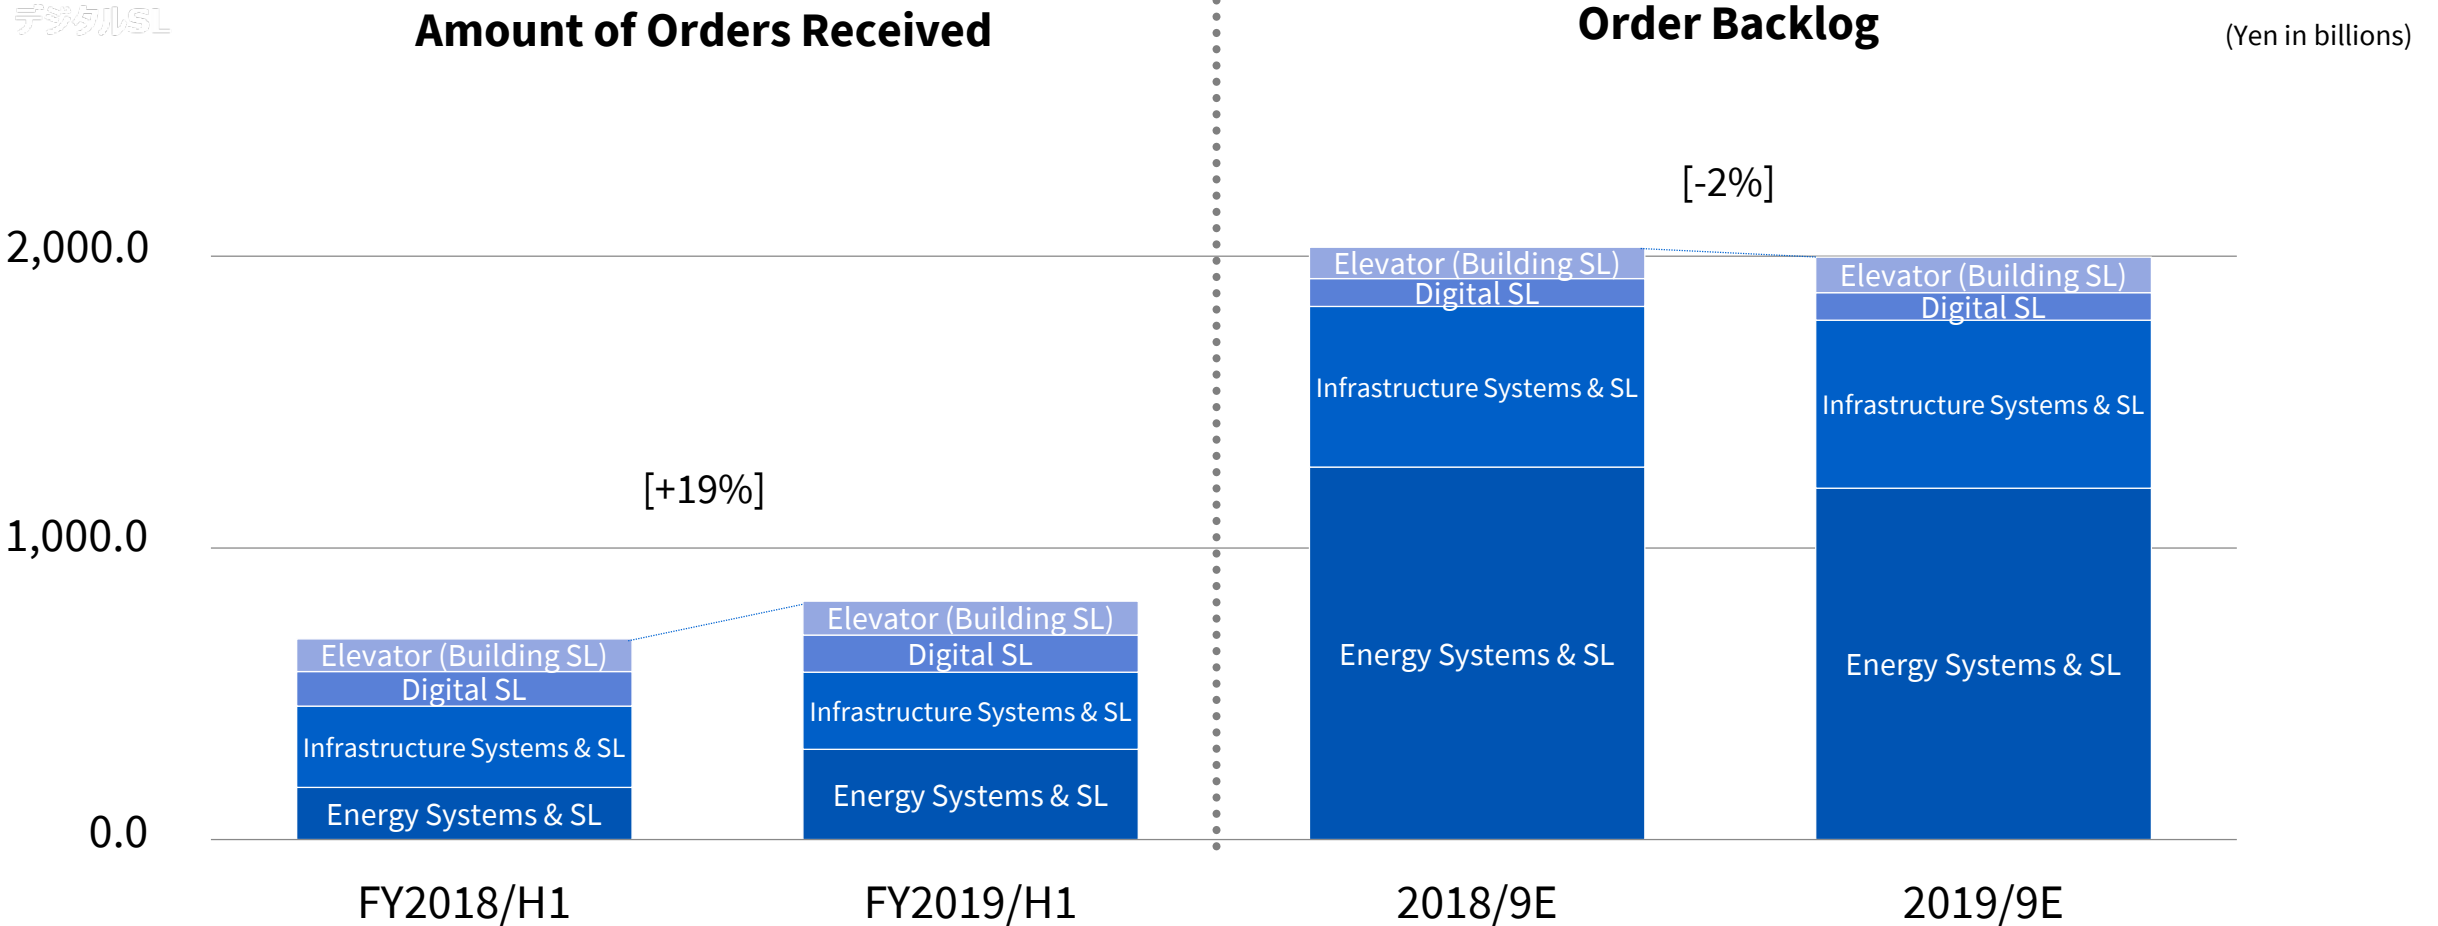 デジタルSL
Amount of Orders Received
Order Backlog
(Yen in billions)
[-2%]
2,000.0
Elevator (Building SL)
Digital SL
Infrastructure Systems & SL
Energy Systems & SL
Elevator (Building SL)
Digital SL
Infrastructure Systems & SL
Energy Systems & SL
[+19%]
1,000.0
Elevator (Building SL)
Digital SL
Infrastructure Systems & SL
Energy Systems & SL
Elevator (Building SL)
Digital SL
Infrastructure Systems & SL
Energy Systems & SL
0.0
FY2018/H1
FY2019/H1
2018/9E
2019/9E